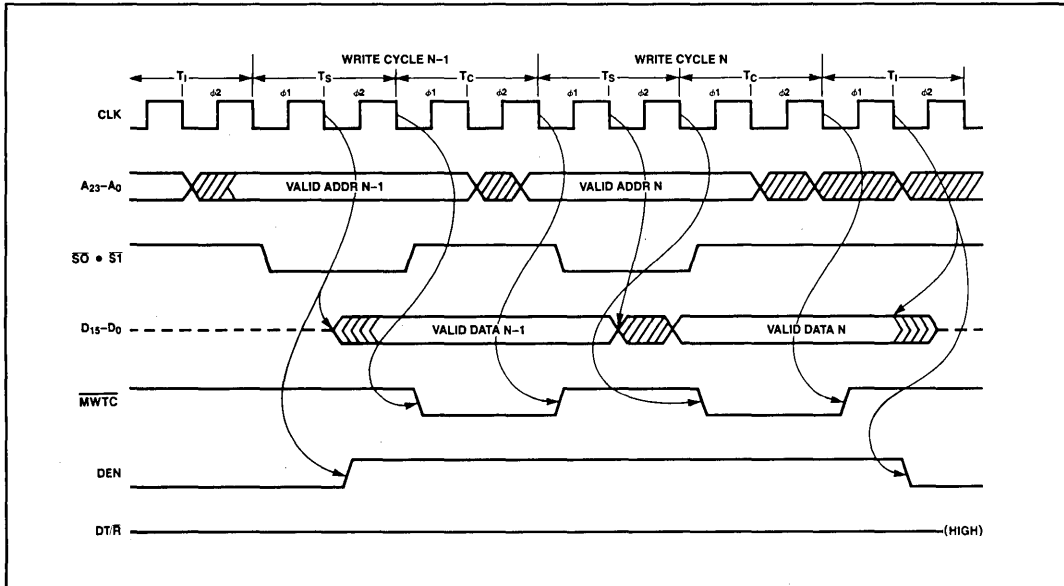 WRITE CYCLE N–1 WRITE CYCLE N
TI TS TC TS TC TI
φ2 φ1 φ2 φ1 φ2 φ1 φ2 φ1 φ2 φ1 φ2
CLK
A23–A0 VALID ADDR N–1 VALID ADDR N
S0 • S1
D15–D0 VALID DATA N–1 VALID DATA N
MWTC
DEN
DT/R (HIGH)